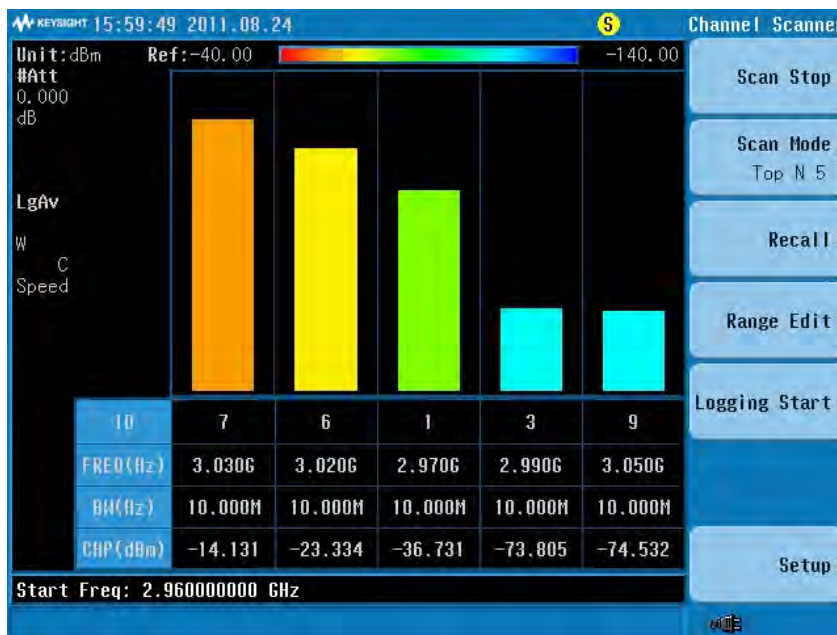 KEYSIGHT 15:59:49 2011.08.24 S Channel Scanne
Unit:dBm Ref:-40.00 -140.00
#Att
0.000
dB
LgAv
W
C
Speed
Scan Stop
Scan Mode
Top N 5
Recall
Range Edit
Logging Start
Setup
ID 7 6 1 3 9
FREQ(Hz) 3.030G 3.020G 2.970G 2.990G 3.050G
BW(Hz) 10.000M 10.000M 10.000M 10.000M 10.000M
CHP(dBm) -14.131 -23.334 -36.731 -73.805 -74.532
Start Freq: 2.960000000 GHz